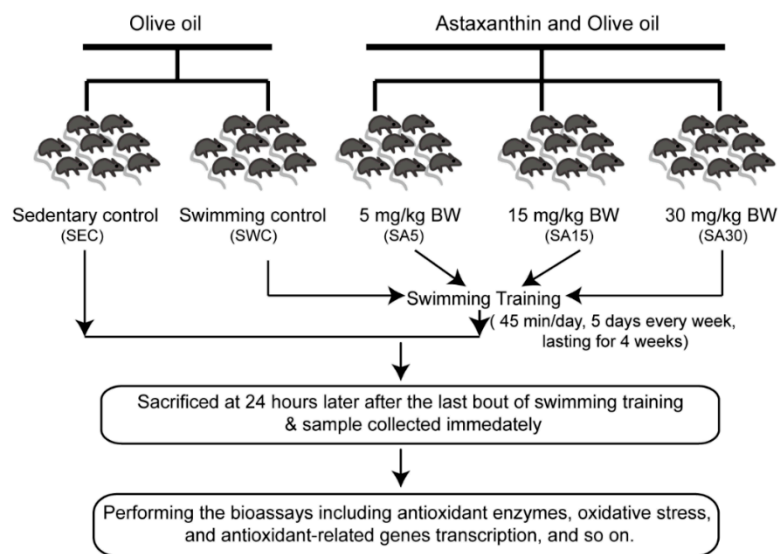 Olive oil
Astaxanthin and Olive oil
Sedentary control
(SEC)
Swimming control
(SWC)
5 mg/kg BW
(SA5)
15 mg/kg BW
(SA15)
30 mg/kg BW
(SA30)
Swimming Training
( 45 min/day, 5 days every week,
lasting for 4 weeks)
Sacrificed at 24 hours later after the last bout of swimming training
& sample collected immediately
Performing the bioassays including antioxidant enzymes, oxidative stress,
and antioxidant-related genes transcription, and so on.